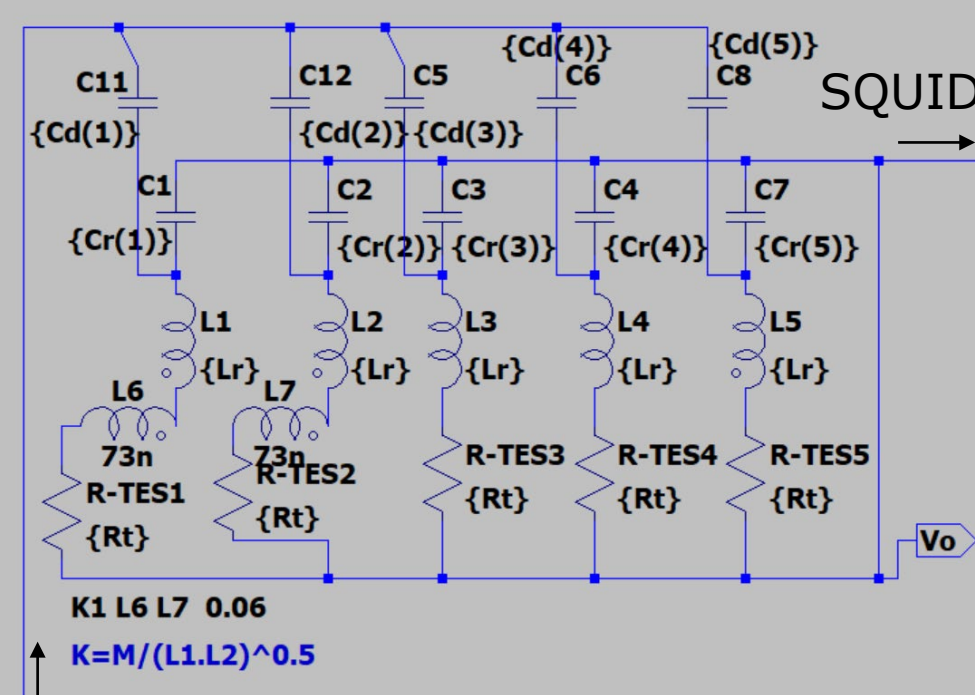 {Cd(4)}
{Cd(5)}
C11
C12
C5
C6
C8
SQUID
{Cd(1)}
{Cd(2)}
{Cd(3)}
C1
C2
C3
C4
C7
{Cr(1)}
{Cr(2)}
{Cr(3)}
{Cr(4)}
{Cr(5)}
L1
L2
L3
L4
L5
{Lr}
{Lr}
{Lr}
{Lr}
{Lr}
L6
L7
73n
73n
R-TES1
R-TES2
R-TES3
R-TES4
R-TES5
{Rt}
{Rt}
{Rt}
{Rt}
{Rt}
Vo
K1 L6 L7 0.06
K=M/(L1.L2)^0.5